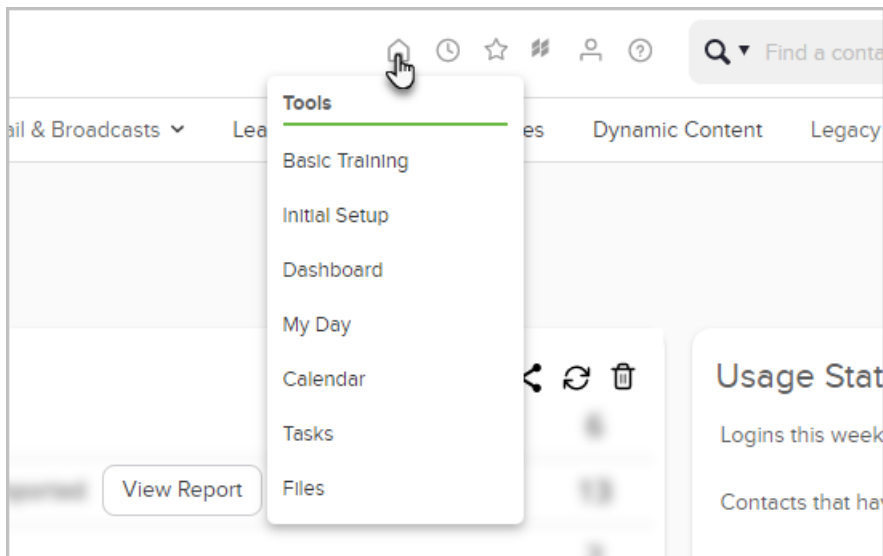 Find a conta
Tools
ail & Broadcasts
Lea
es
Dynamic Content
Legacy
Basic Training
Initial Setup
Dashboard
My Day
Calendar
Tasks
Files
Usage Stat
Logins this week
View Report
Contacts that hav